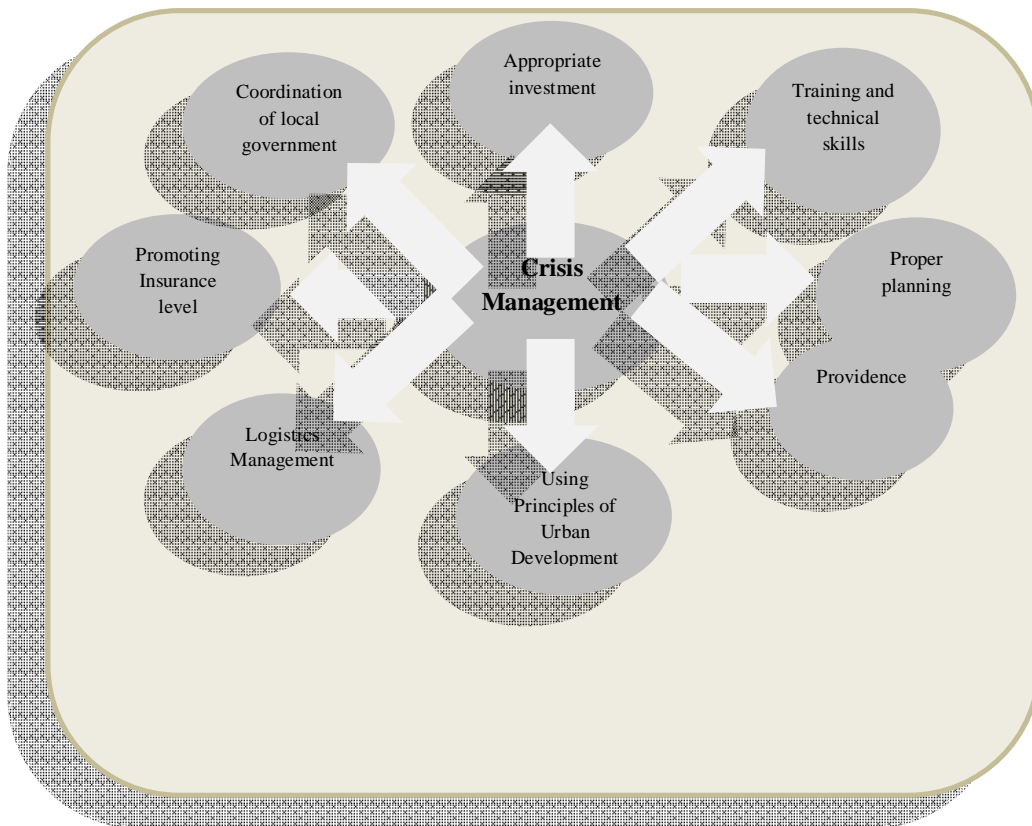 Coordination
of local
government
Appropriate
investment
Training and
technical
skills
Promoting
Insurance
level
Crisis
Management
Proper
planning
Providence
Logistics
Management
Using
Principles of
Urban
Development